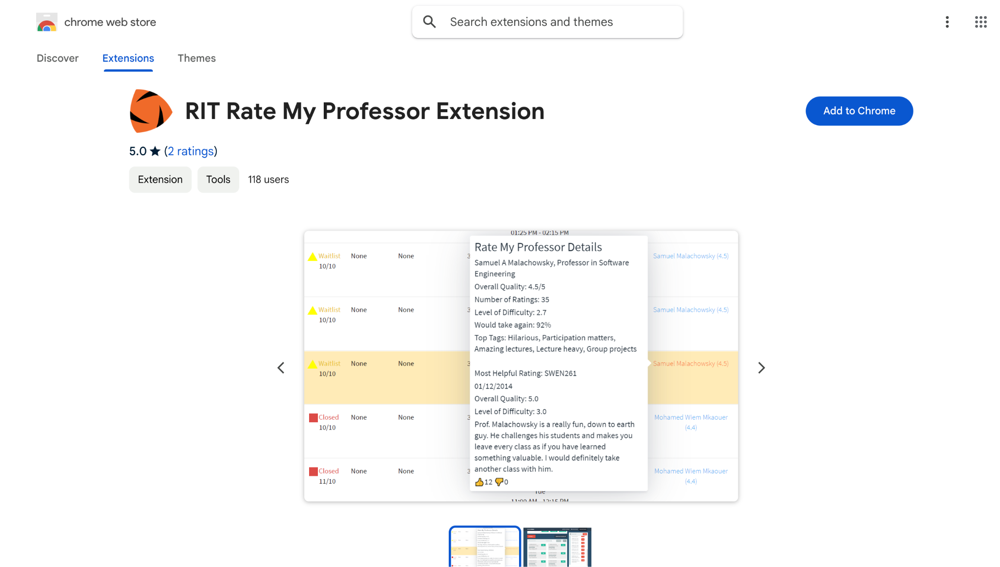 chrome web store
Search extensions and themes
Discover
Extensions
Themes
RIT Rate My Professor Extension
Add to Chrome
5.0 ★ (2 ratings)
Extension
Tools
118 users
01:25 PM - 02:15 PM
Waitlist
10/10
None
None
3
Samuel Malachowsky (4.5)
Waitlist
10/10
None
None
3
Samuel Malachowsky (4.5)
Waitlist
10/10
None
None
3
Samuel Malachowsky (4.5)
Closed
10/10
None
None
3
Mohamed Wiem Mkaouer
(4.4)
Closed
11/10
None
None
3
Mohamed Wiem Mkaouer
(4.4)
Rate My Professor Details
Samuel A Malachowsky, Professor in Software
Engineering
Overall Quality: 4.5/5
Number of Ratings: 35
Level of Difficulty: 2.7
Would take again: 92%
Top Tags: Hilarious, Participation matters,
Amazing lectures, Lecture heavy, Group projects
Most Helpful Rating: SWEN261
01/12/2014
Overall Quality: 5.0
Level of Difficulty: 3.0
Prof. Malachowsky is a really fun, down to earth
guy. He challenges his students and makes you
leave every class as if you have learned
something valuable. I would definitely take
another class with him.
👍12 👎0
Tue
11:00 AM - 12:15 PM